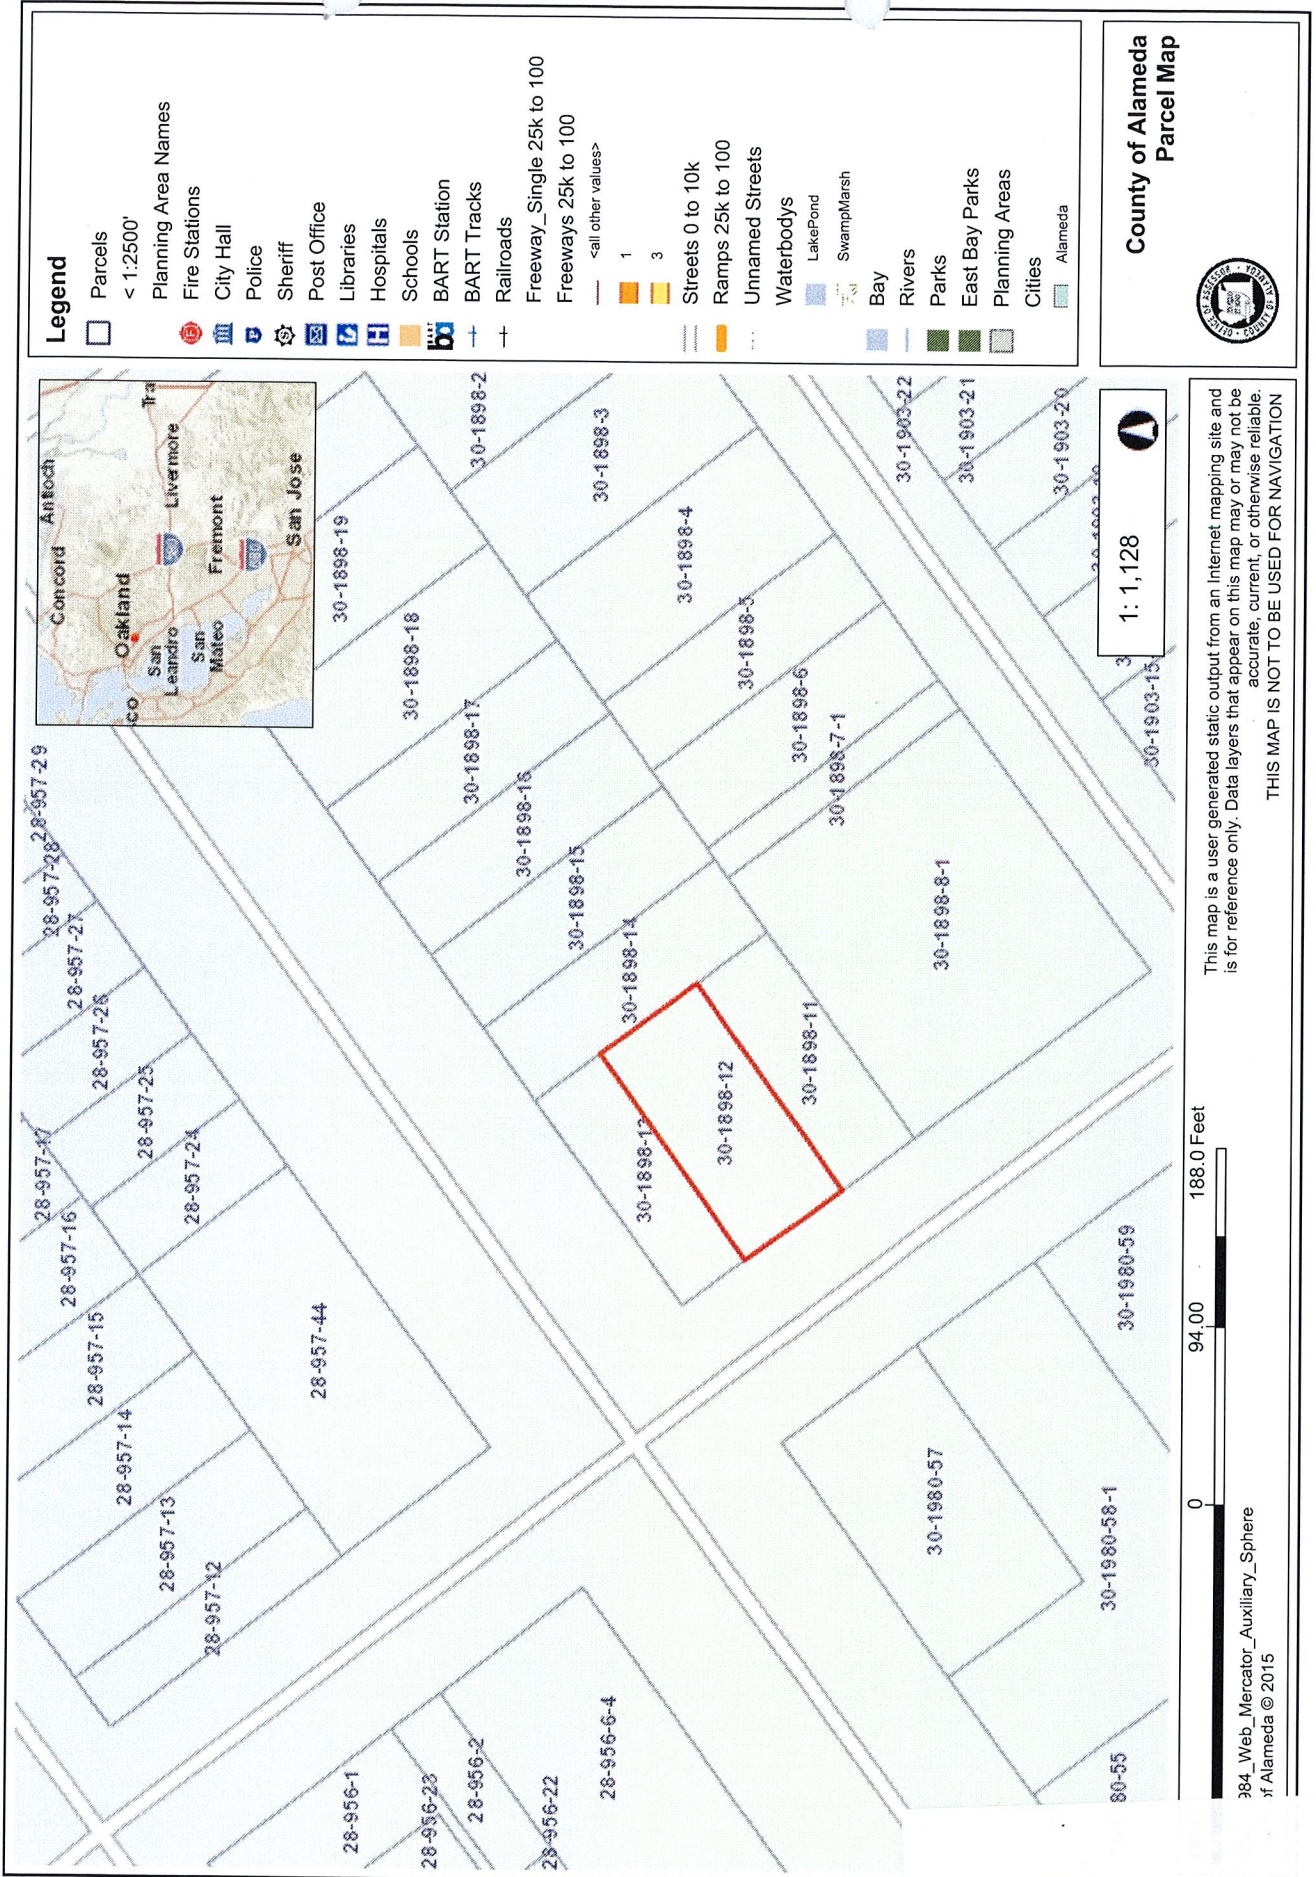 28-957-12
28-957-13
28-957-14
28-957-15
28-957-16
28-957-17
28-957-24
28-957-25
28-957-26
28-957-27
28-957-28
28-957-29
28-957-44
28-956-1
28-956-23
28-956-2
28-956-22
28-956-6-4
30-1898-19
30-1898-18
30-1898-17
30-1898-16
30-1898-15
30-1898-14
30-1898-13
30-1898-12
30-1898-11
30-1898-8-1
30-1898-7-1
30-1898-6
30-1898-5
30-1898-4
30-1898-3
30-1898-2
30-1903-22
30-1903-21
30-1903-20
30-1903-15
30-1980-57
30-1980-58-1
30-1980-59
80-55
Concord
Antioch
Oakland
co
San
Leandro
San
Mateo
Livermore
Tra
Fremont
San Jose
Legend
Parcels
< 1:2500'
Planning Area Names
Fire Stations
City Hall
Police
Sheriff
Post Office
Libraries
Hospitals
Schools
BART Station
BART Tracks
Railroads
Freeway_Single 25k to 100
Freeways 25k to 100
<all other values>
1
3
Streets 0 to 10k
Ramps 25k to 100
Unnamed Streets
Waterbodys
LakePond
SwampMarsh
Bay
Rivers
Parks
East Bay Parks
Planning Areas
Cities
Alameda
1: 1,128
County of Alameda
Parcel Map
OFFICE OF ASSESSOR
COUNTY OF ALAMEDA
0
94.00
188.0 Feet
984_Web_Mercator_Auxiliary_Sphere
of Alameda © 2015
This map is a user generated static output from an Internet mapping site and
is for reference only. Data layers that appear on this map may or may not be
accurate, current, or otherwise reliable.
THIS MAP IS NOT TO BE USED FOR NAVIGATION